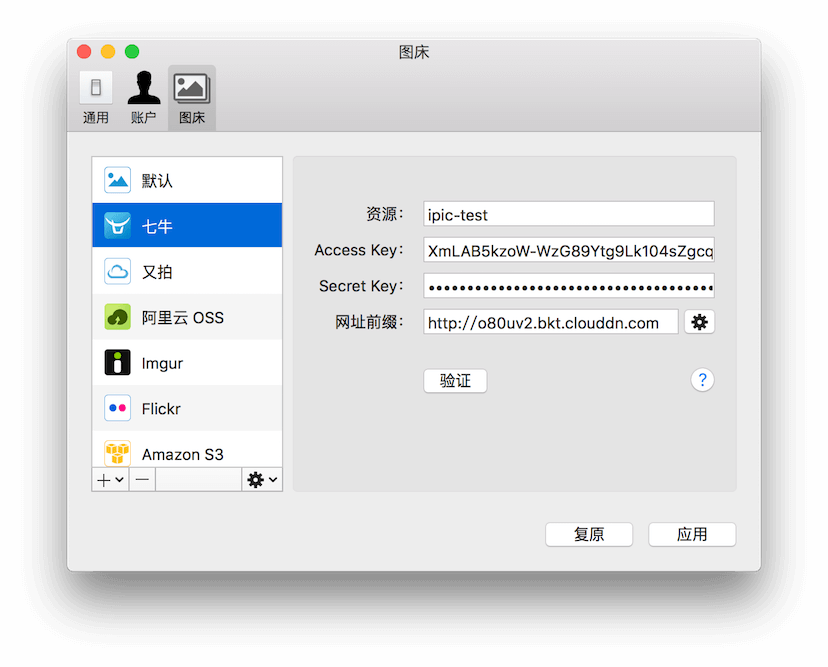 图床
通用
账户
图床
默认
七牛
又拍
阿里云 OSS
Imgur
Flickr
Amazon S3
资源：
ipic-test
Access Key：
XmLAB5kzoW-WzG89Ytg9Lk104sZgcq
Secret Key：
••••••••••••••••••••••••••••••••••••
网址前缀：
http://o80uv2.bkt.clouddn.com
验证
?
复原
应用